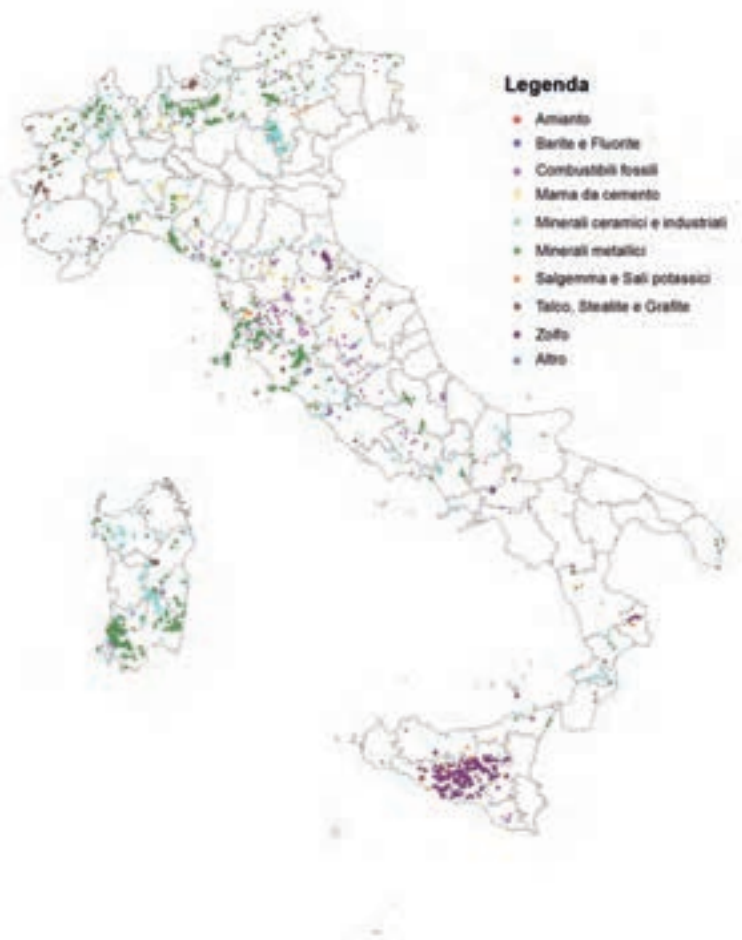 Legenda
Amianto
Barite e Fluorite
Combustibili fossili
Marna da cemento
Minerali ceramici e industriali
Minerali metallici
Salgemma e Sali potassici
Talco, Steatite e Grafite
Zolfo
Altro